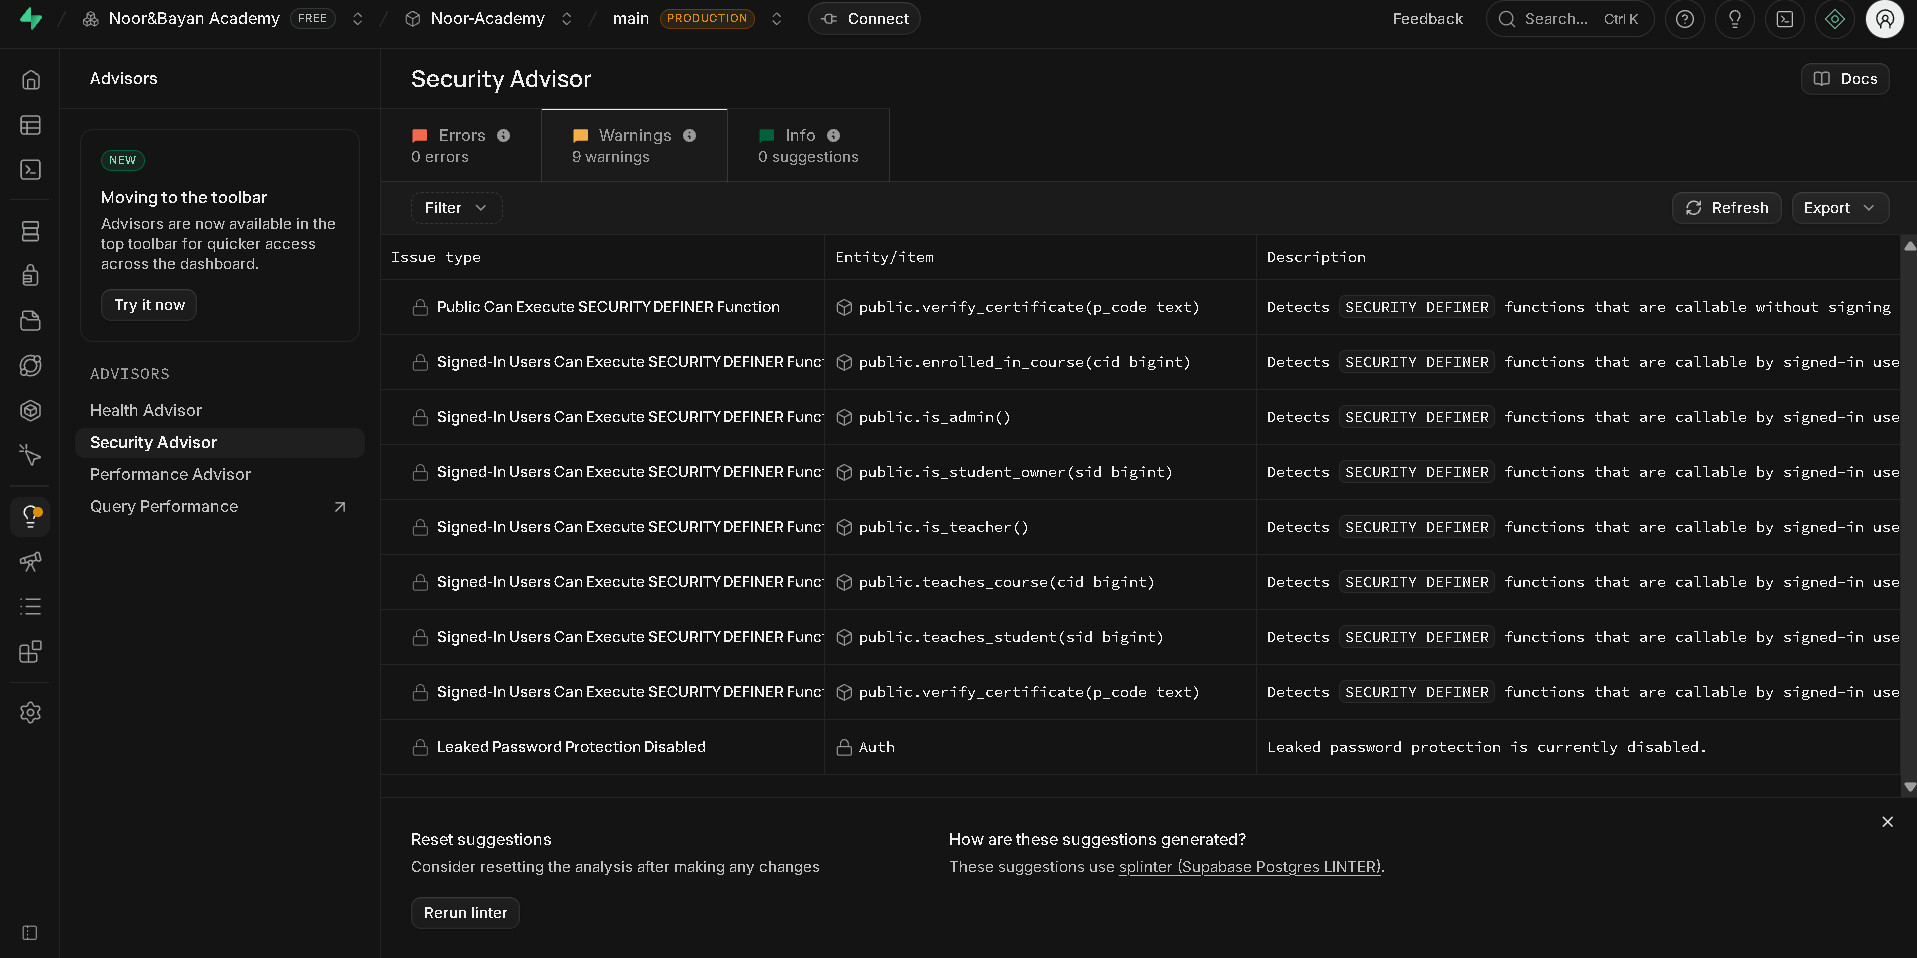 Noor&Bayan Academy FREE / Noor-Academy / main PRODUCTION Connect Feedback Search... Ctrl K
Advisors
NEW
Moving to the toolbar
Advisors are now available in the
top toolbar for quicker access
across the dashboard.
Try it now
ADVISORS
Health Advisor
Security Advisor
Performance Advisor
Query Performance
Security Advisor
Docs
Errors
0 errors
Warnings
9 warnings
Info
0 suggestions
Filter
Refresh
Export
Issue type Entity/item Description
Public Can Execute SECURITY DEFINER Function public.verify_certificate(p_code text) Detects SECURITY DEFINER functions that are callable without signing
Signed-In Users Can Execute SECURITY DEFINER Funct public.enrolled_in_course(cid bigint) Detects SECURITY DEFINER functions that are callable by signed-in use
Signed-In Users Can Execute SECURITY DEFINER Funct public.is_admin() Detects SECURITY DEFINER functions that are callable by signed-in use
Signed-In Users Can Execute SECURITY DEFINER Funct public.is_student_owner(sid bigint) Detects SECURITY DEFINER functions that are callable by signed-in use
Signed-In Users Can Execute SECURITY DEFINER Funct public.is_teacher() Detects SECURITY DEFINER functions that are callable by signed-in use
Signed-In Users Can Execute SECURITY DEFINER Funct public.teaches_course(cid bigint) Detects SECURITY DEFINER functions that are callable by signed-in use
Signed-In Users Can Execute SECURITY DEFINER Funct public.teaches_student(sid bigint) Detects SECURITY DEFINER functions that are callable by signed-in use
Signed-In Users Can Execute SECURITY DEFINER Funct public.verify_certificate(p_code text) Detects SECURITY DEFINER functions that are callable by signed-in use
Leaked Password Protection Disabled Auth Leaked password protection is currently disabled.
Reset suggestions
Consider resetting the analysis after making any changes
Rerun linter
How are these suggestions generated?
These suggestions use splinter (Supabase Postgres LINTER).